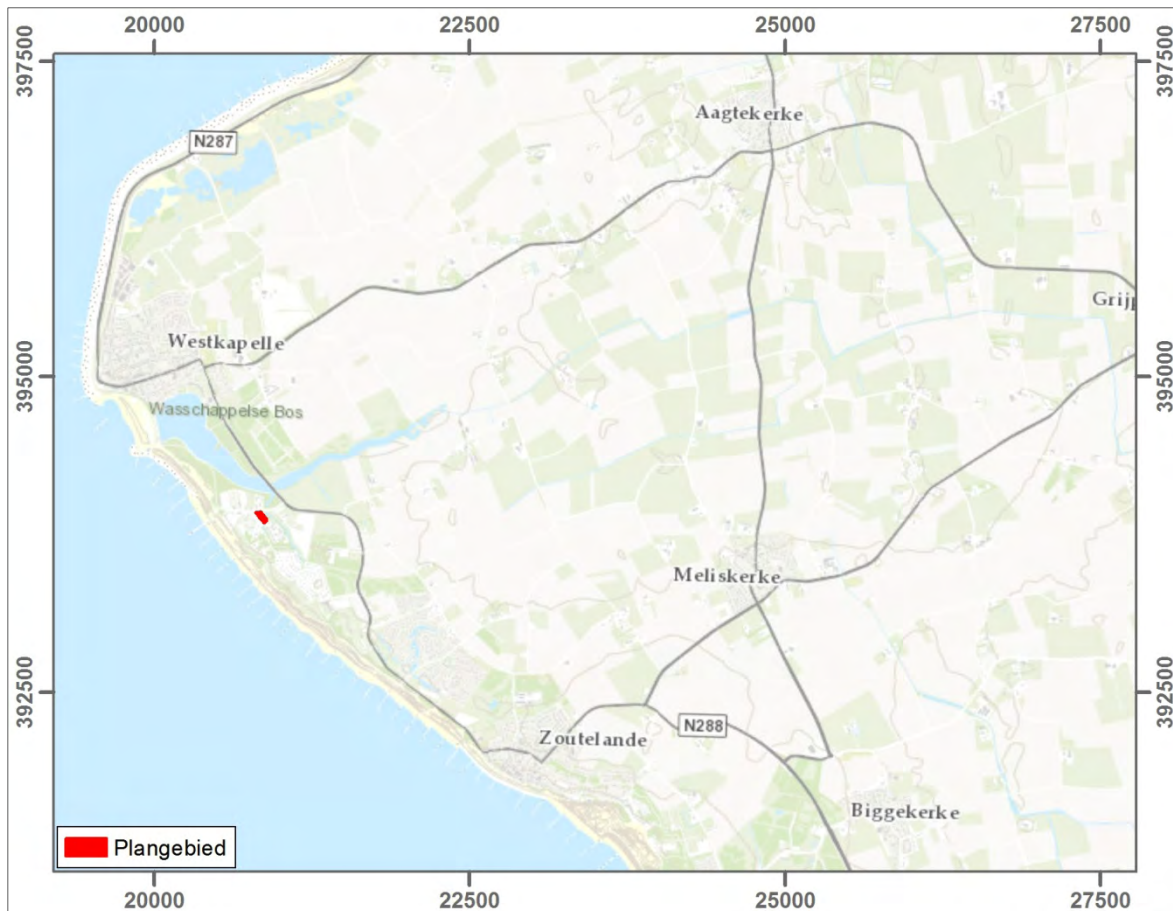 20000 22500 25000 27500
397500 397500
Aagtekerke
N287
Grijp
Westkapelle
395000 395000
Wasschappelse Bos
Meliskerke
392500 392500
N288
Zoutelande
Biggekerke
Plangebied
20000 22500 25000 27500